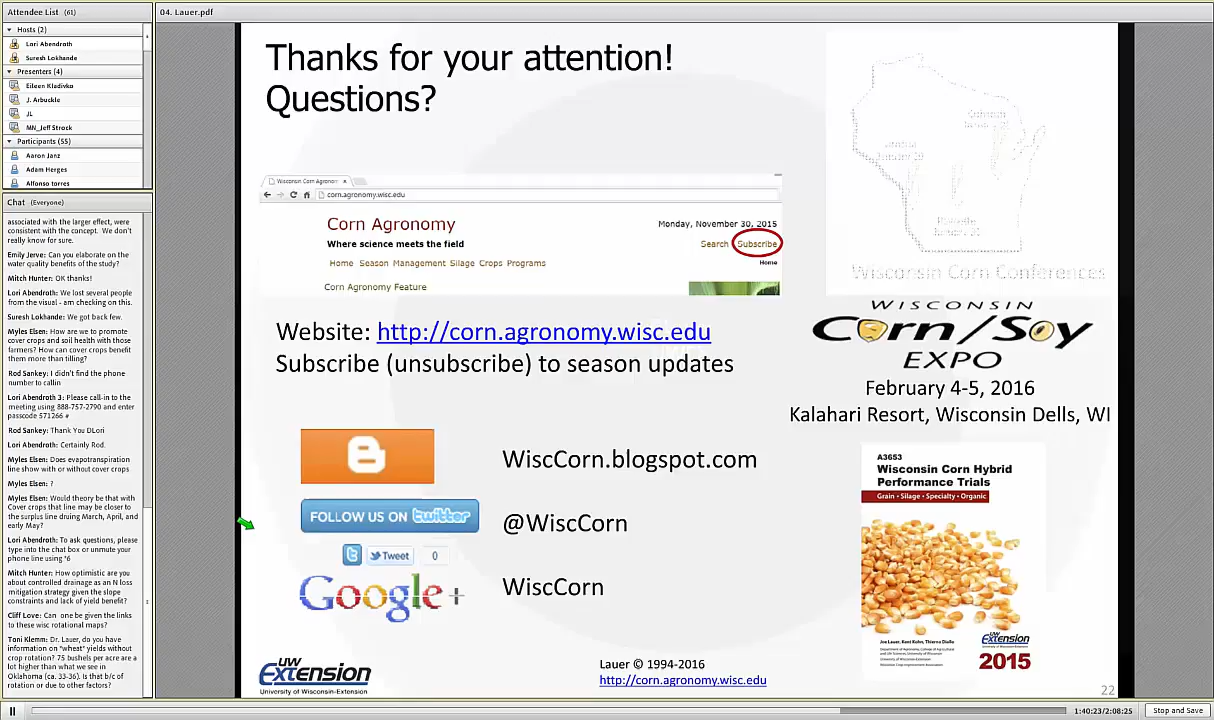 Attendee List (61)
Hosts (2)
Lori Abendroth
Suresh Lokhande
Presenters (4)
Eileen Kladivko
J. Arbuckle
JL
MN_Jeff Strock
Participants (55)
Aaron Janz
Adam Herges
Alfonso torres
Chat (Everyone)
associated with the larger effect, were
consistent with the concept. We don't
really know for sure.
Emily Jerve: Can you elaborate on the
water quality benefits of the study?
Mitch Hunter: OK thanks!
Lori Abendroth: We lost several people
from the visual - am checking on this.
Suresh Lokhande: We got back few.
Myles Elsen: How are we to promote
cover crops and soil health with those
farmers? How can cover crops benefit
them more than tilling?
Rod Sankey: I didn't find the phone
number to callin
Lori Abendroth 3: Please call-in to the
meeting using 888-757-2790 and enter
passcode 571266 #
Rod Sankey: Thank You DLori
Lori Abendroth: Certainly Rod.
Myles Elsen: Does evapotranspiration
line show with or without cover crops
Myles Elsen: ?
Myles Elsen: Would theory be that with
Cover crops that line may be closer to
the surplus line druing March, April, and
early May?
Lori Abendroth: To ask questions, please
type into the chat box or unmute your
phone line using *6
Mitch Hunter: How optimistic are you
about controlled drainage as an N loss
mitigation strategy given the slope
constraints and lack of yield benefit?
Cliff Love: Can one be given the links
to these wisc rotational maps?
Toni Klemm: Dr. Lauer, do you have
information on "wheat" yields without
crop rotation? 75 bushels per acre are a
lot higher than what we see in
Oklahoma (ca. 33-36). is that b/c of
rotation or due to other factors?
04. Lauer.pdf
Thanks for your attention!
Questions?
Wisconsin Corn Agronon
corn.agronomy.wisc.edu
Corn Agronomy
Monday, November 30, 2015
Where science meets the field
Search Subscribe
Home
Home Season Management Silage Crops Programs
Corn Agronomy Feature
Wisconsin Corn Conferences
Website: http://corn.agronomy.wisc.edu
Subscribe (unsubscribe) to season updates
WISCONSIN
Corn/Soy
EXPO
February 4-5, 2016
Kalahari Resort, Wisconsin Dells, WI
WiscCorn.blogspot.com
FOLLOW US ON twitter
@WiscCorn
Tweet 0
Google+
WiscCorn
A3653
Wisconsin Corn Hybrid
Performance Trials
Grain • Silage • Specialty • Organic
Joe Lauer, Kent Kohn, Thierno Diallo
UW
Extension
2015
UW
Extension
University of Wisconsin-Extension
Lauer © 1994-2016
http://corn.agronomy.wisc.edu
22
1:40:23/2:08:25
Stop and Save